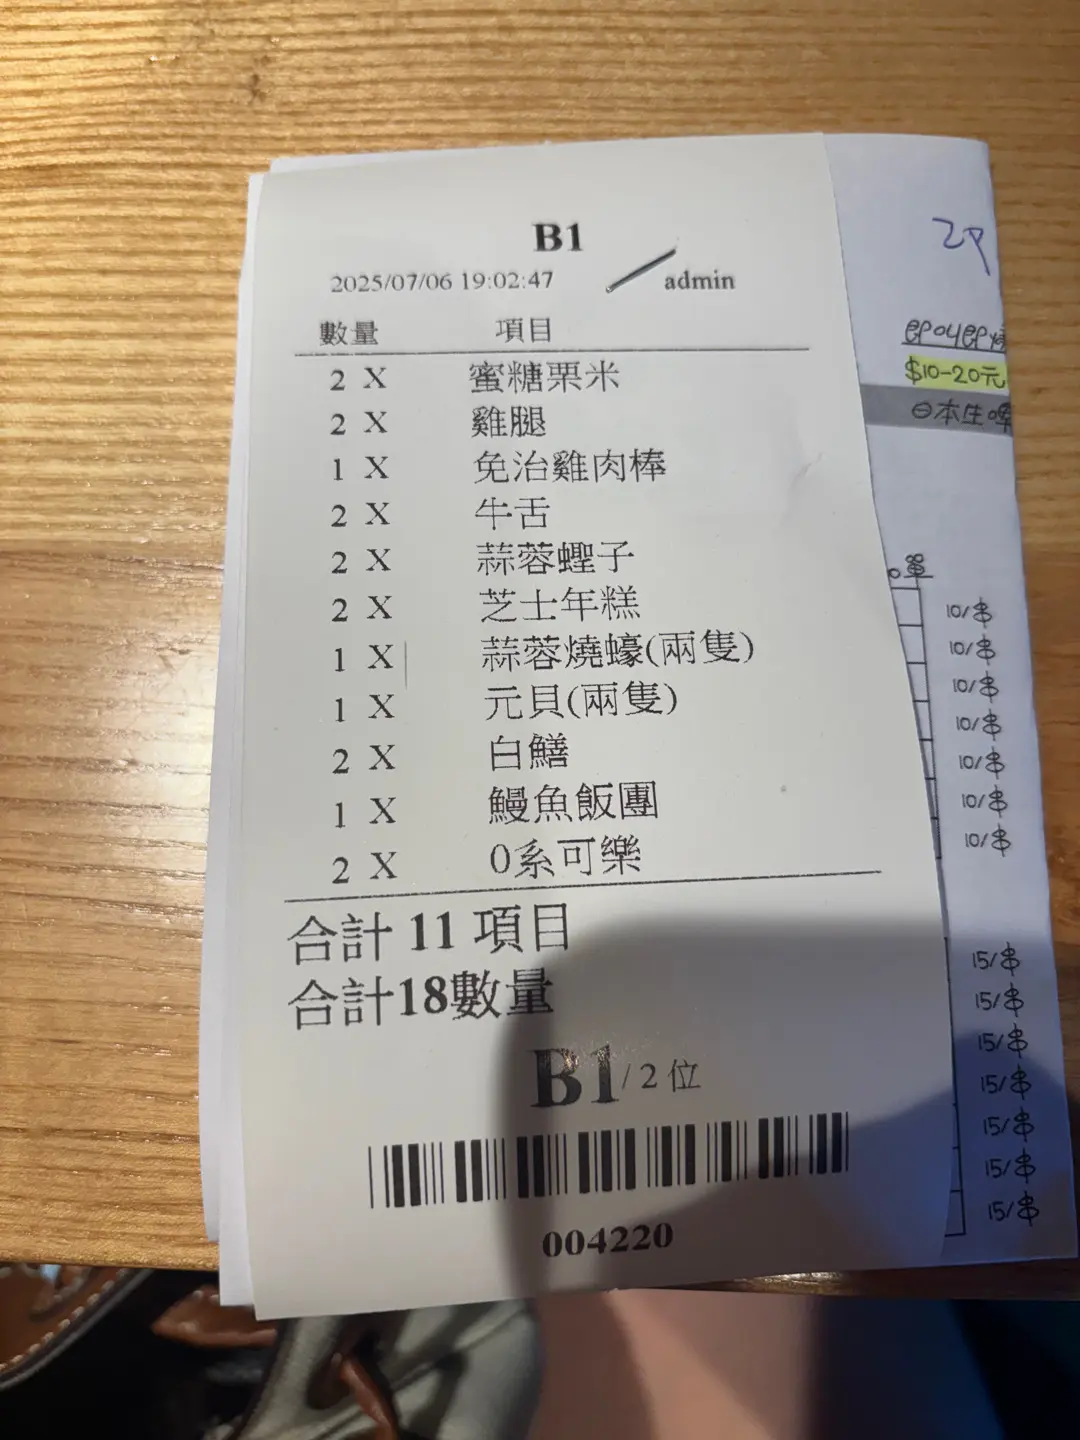 B1
2025/07/06 19:02:47 admin
數量 項目
2 X 蜜糖栗米
2 X 雞腿
1 X 免治雞肉棒
2 X 牛舌
2 X 蒜蓉蟶子
2 X 芝士年糕
1 X 蒜蓉燒蠔(兩隻)
1 X 元貝(兩隻)
2 X 白鱔
1 X 鰻魚飯團
2 X 0系可樂
合計 11 項目
合計18數量
B1/2 位
004220
2P
$10-20元
日本生啤
單
10/串
10/串
10/串
10/串
10/串
10/串
10/串
15/串
15/串
15/串
15/串
15/串
15/串
15/串